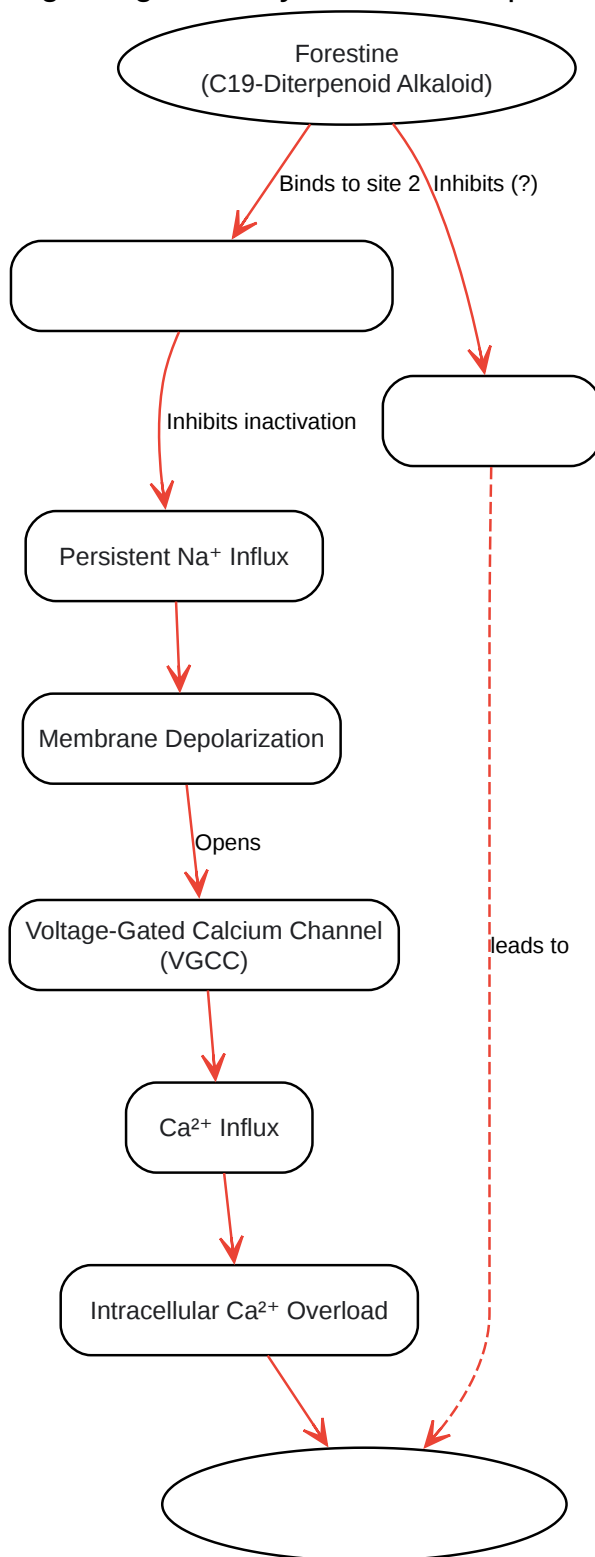 Forestine
(C19-Diterpenoid Alkaloid)
Binds to site 2
Inhibits (?)
Inhibits inactivation
Persistent Na⁺ Influx
Membrane Depolarization
Opens
Voltage-Gated Calcium Channel
(VGCC)
leads to
Ca²⁺ Influx
Intracellular Ca²⁺ Overload